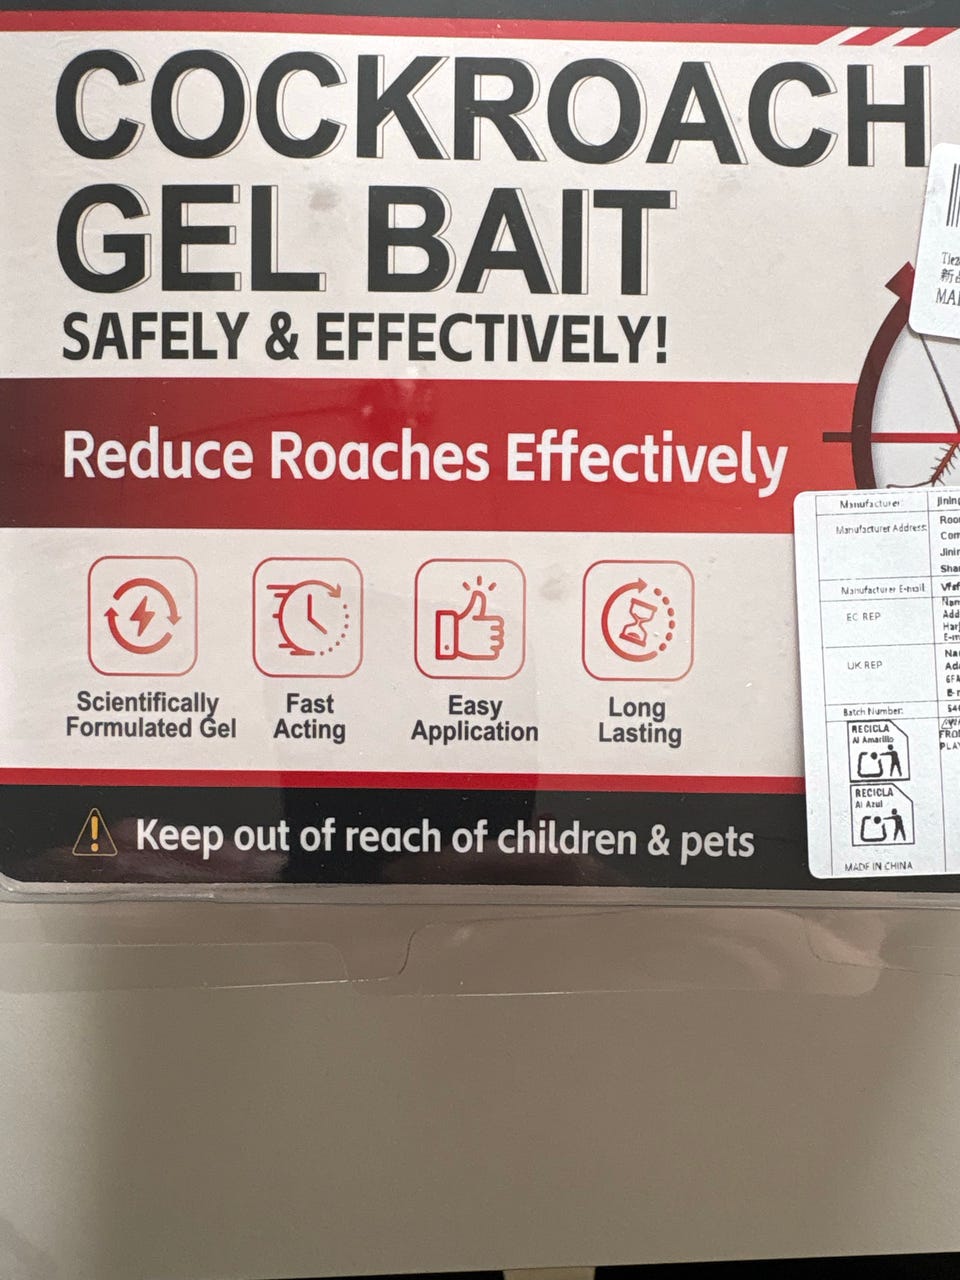 COCKROACH
GEL BAIT
SAFELY & EFFECTIVELY!
Reduce Roaches Effectively
Scientifically
Formulated Gel
Fast
Acting
Easy
Application
Long
Lasting
Keep out of reach of children & pets
Manufacturer:
Manufacturer Address:
Manufacturer E-mail
EC REP
UK REP
Batch Number:
RECICLA
Al Amarillo
RECICLA
Al Azul
MADE IN CHINA